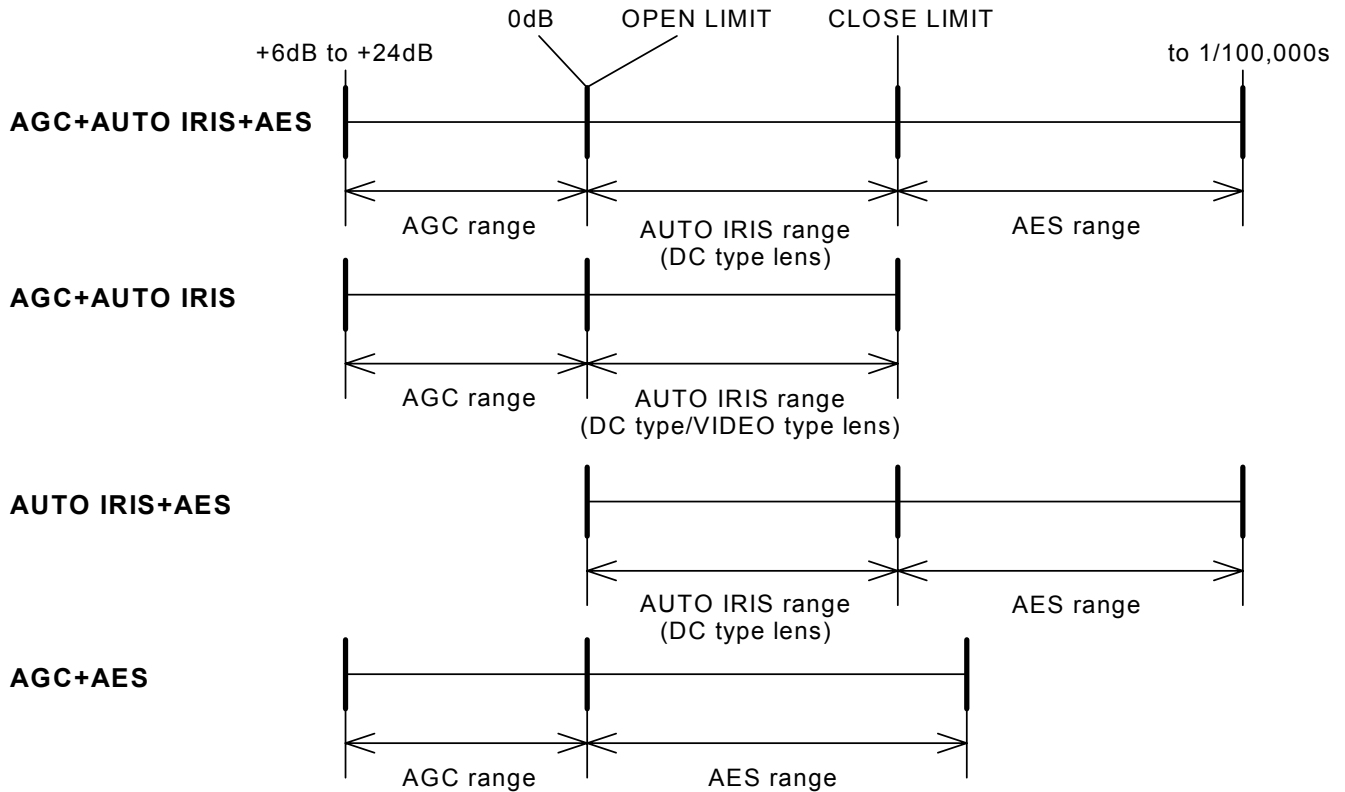 0dB OPEN LIMIT CLOSE LIMIT
+6dB to +24dB to 1/100,000s
AGC+AUTO IRIS+AES
AGC range AUTO IRIS range AES range
(DC type lens)
AGC+AUTO IRIS
AGC range AUTO IRIS range
(DC type/VIDEO type lens)
AUTO IRIS+AES
AUTO IRIS range AES range
(DC type lens)
AGC+AES
AGC range AES range